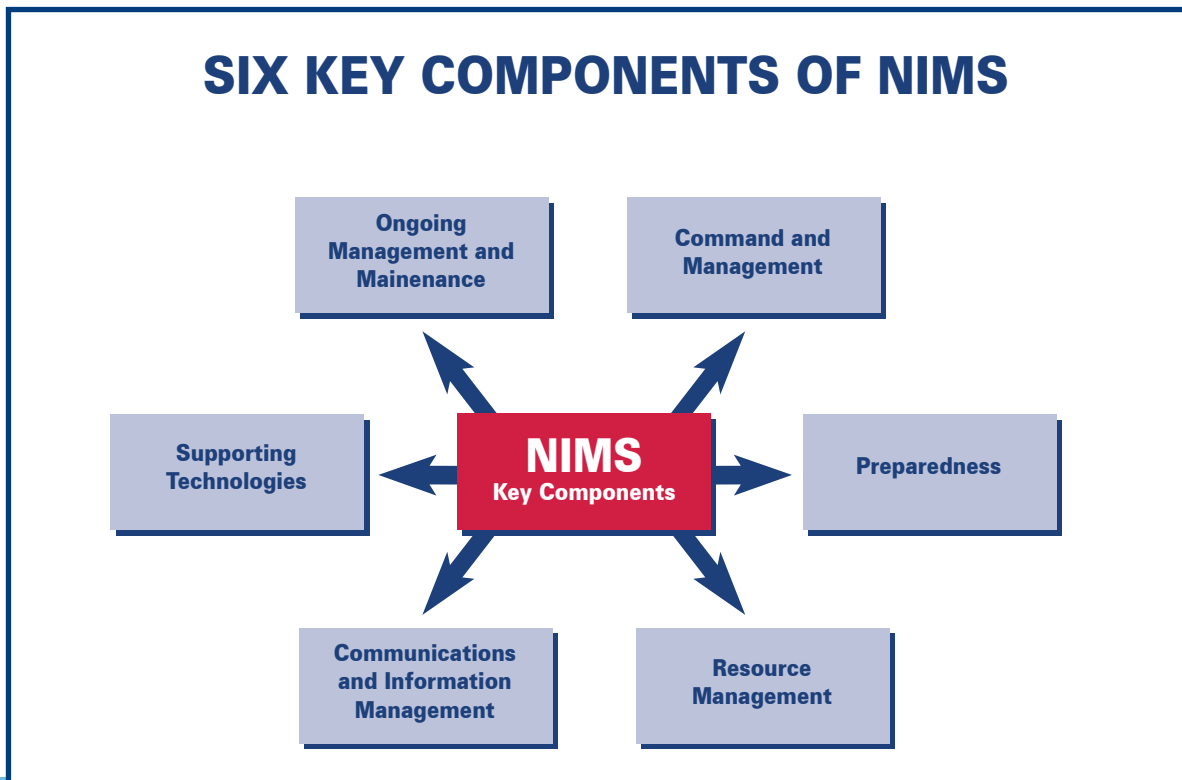 SIX KEY COMPONENTS OF NIMS
Ongoing
Management and
Mainenance
Command and
Management
Supporting
Technologies
NIMS
Key Components
Preparedness
Communications
and Information
Management
Resource
Management